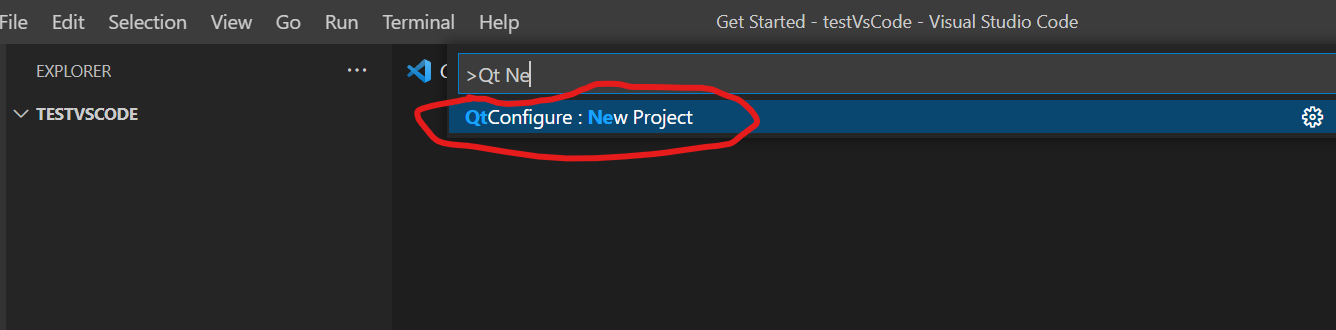 File Edit Selection View Go Run Terminal Help Get Started - testVsCode - Visual Studio Code
EXPLORER ...
>Qt Ne
QtConfigure : New Project
TESTVSCODE